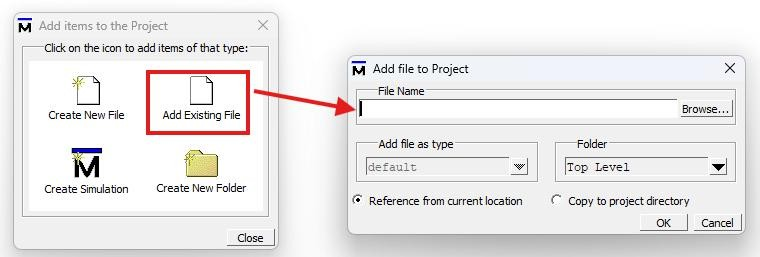 Add items to the Project
Click on the icon to add items of that type:
Create New File
Add Existing File
Create Simulation
Create New Folder
Close
Add file to Project
File Name
Browse...
Add file as type
default
Folder
Top Level
Reference from current location
Copy to project directory
OK
Cancel